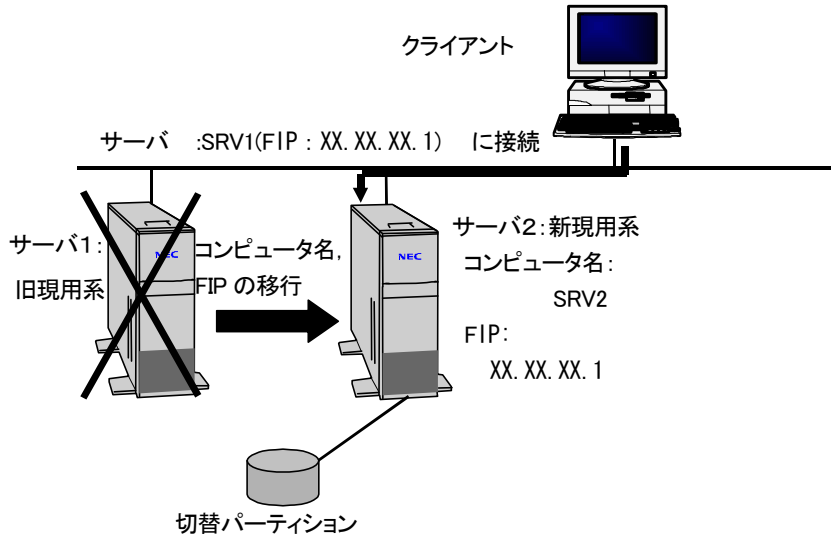 クライアント
サーバ :SRV1(FIP : XX. XX. XX. 1) に接続
サーバ1:
旧現用系
NEC
コンピュータ名,
FIP の移行
NEC
サーバ2:新現用系
コンピュータ名:
SRV2
FIP:
XX. XX. XX. 1
切替パーティション